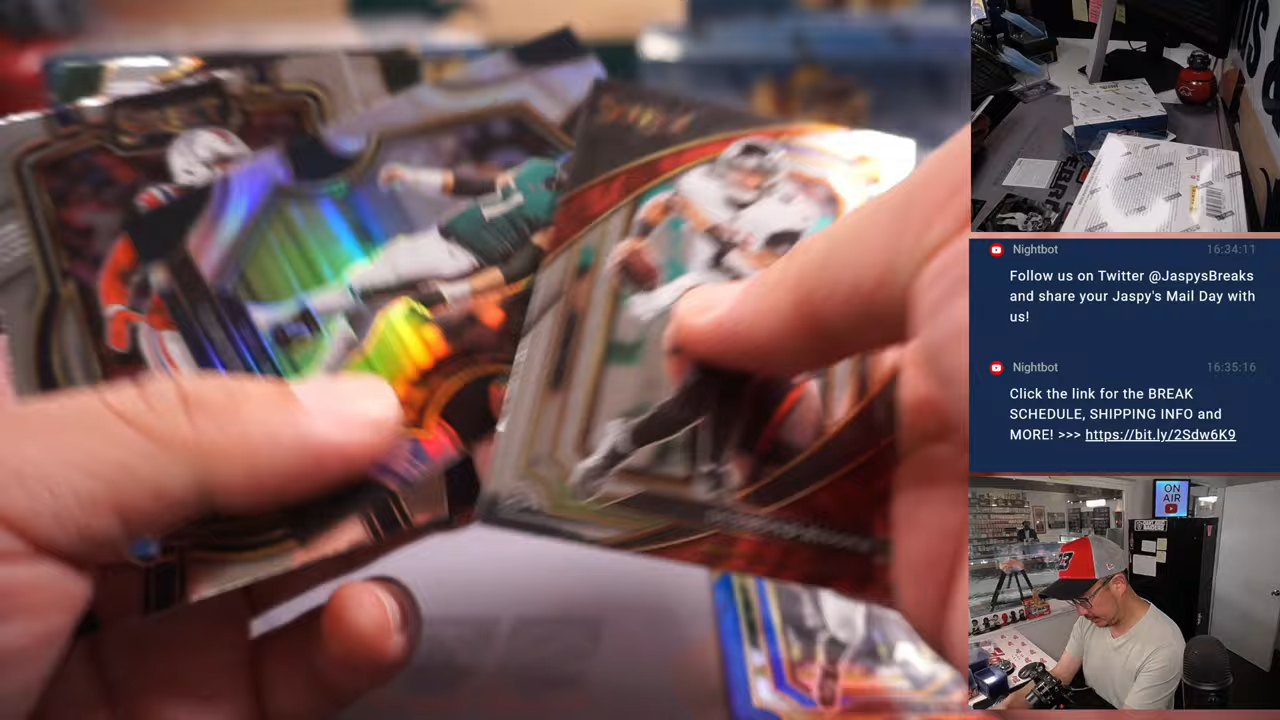 Nightbot
16:34:11
Follow us on Twitter @JaspysBreaks
and share your Jaspy's Mail Day with
us!
Nightbot
16:35:16
Click the link for the BREAK
SCHEDULE, SHIPPING INFO and
MORE! >>> https://bit.ly/2Sdw6K9
ON
AIR